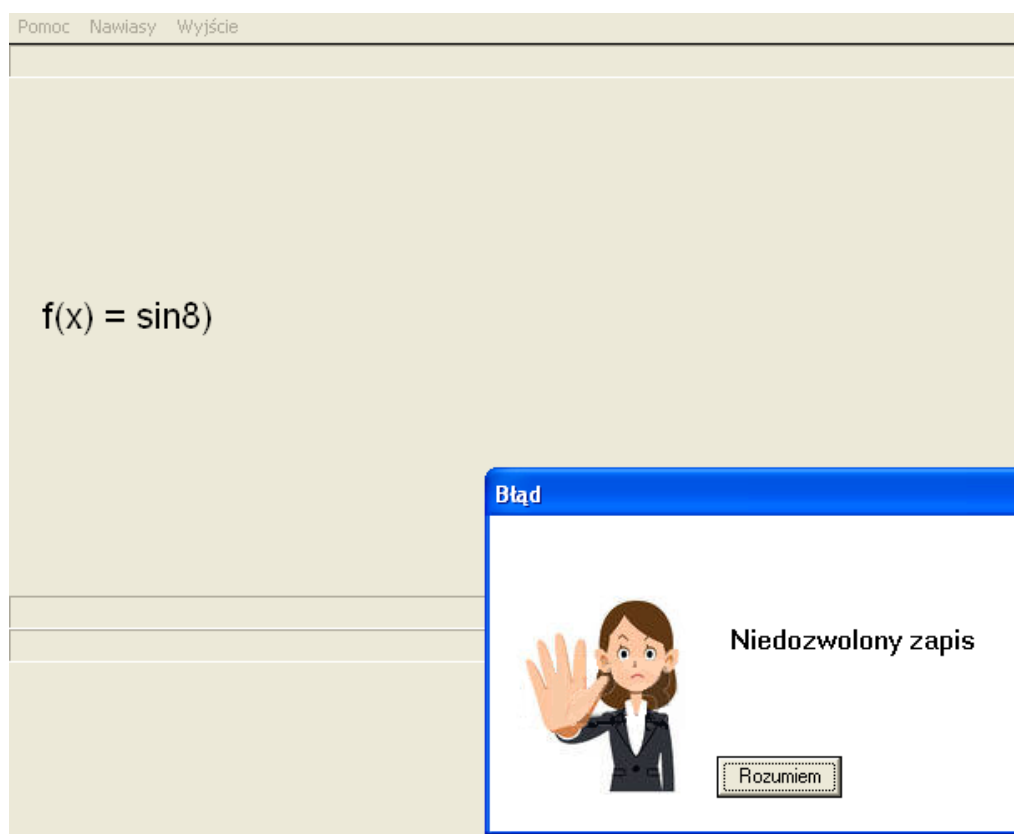 Pomoc Nawiasy Wyjście
f(x) = sin8)
Błąd
Niedozwolony zapis
Rozumiem